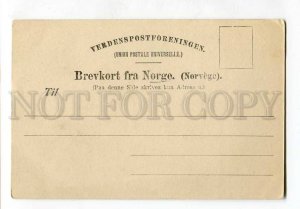 VERDENSPOSTFORENINGEN.
(UNION POSTALE UNIVERSELLE.)
Brevkort fra Norge. (Norvège).
(Paa denne Side skrives kun Adressen)
Til
NOT FOR COPY